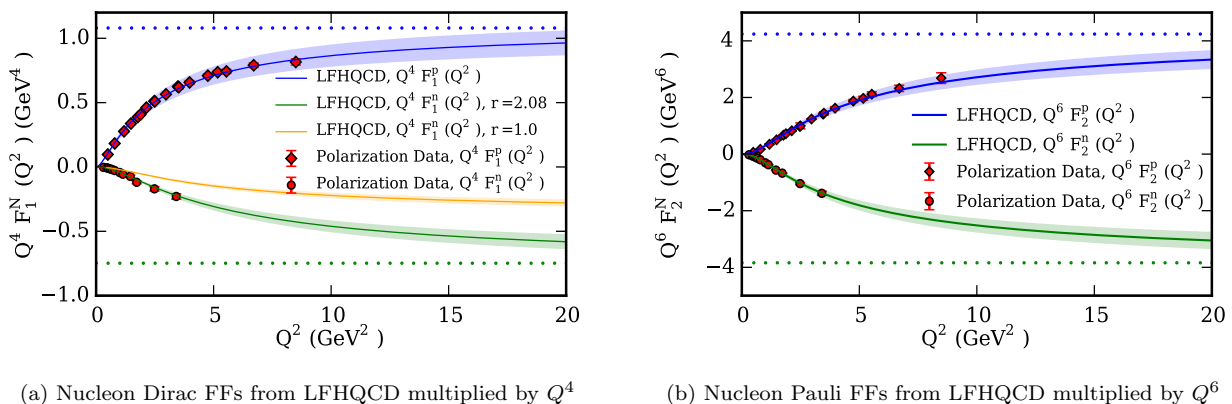 1.0
0.5
0.0
−0.5
−1.0
Q⁴ F₁ᴺ (Q²) (GeV⁴)
LFHQCD, Q⁴ F₁ᵖ (Q²)
LFHQCD, Q⁴ F₁ⁿ (Q²), r=2.08
LFHQCD, Q⁴ F₁ⁿ (Q²), r=1.0
Polarization Data, Q⁴ F₁ᵖ (Q²)
Polarization Data, Q⁴ F₁ⁿ (Q²)
0 5 10 15 20
Q² (GeV²)
(a) Nucleon Dirac FFs from LFHQCD multiplied by Q⁴
4
2
0
−2
−4
Q⁶ F₂ᴺ (Q²) (GeV⁶)
LFHQCD, Q⁶ F₂ᵖ (Q²)
LFHQCD, Q⁶ F₂ⁿ (Q²)
Polarization Data, Q⁶ F₂ᵖ (Q²)
Polarization Data, Q⁶ F₂ⁿ (Q²)
0 5 10 15 20
Q² (GeV²)
(b) Nucleon Pauli FFs from LFHQCD multiplied by Q⁶